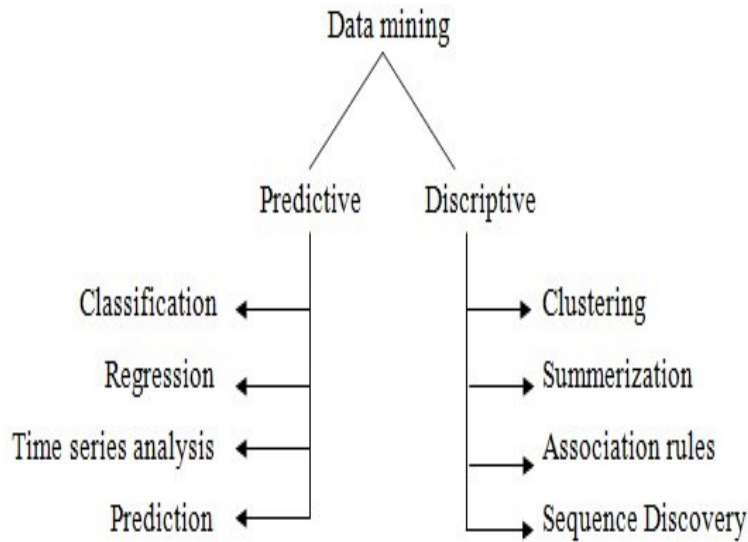 Data mining
Predictive
Discriptive
Classification
Regression
Time series analysis
Prediction
Clustering
Summerization
Association rules
Sequence Discovery